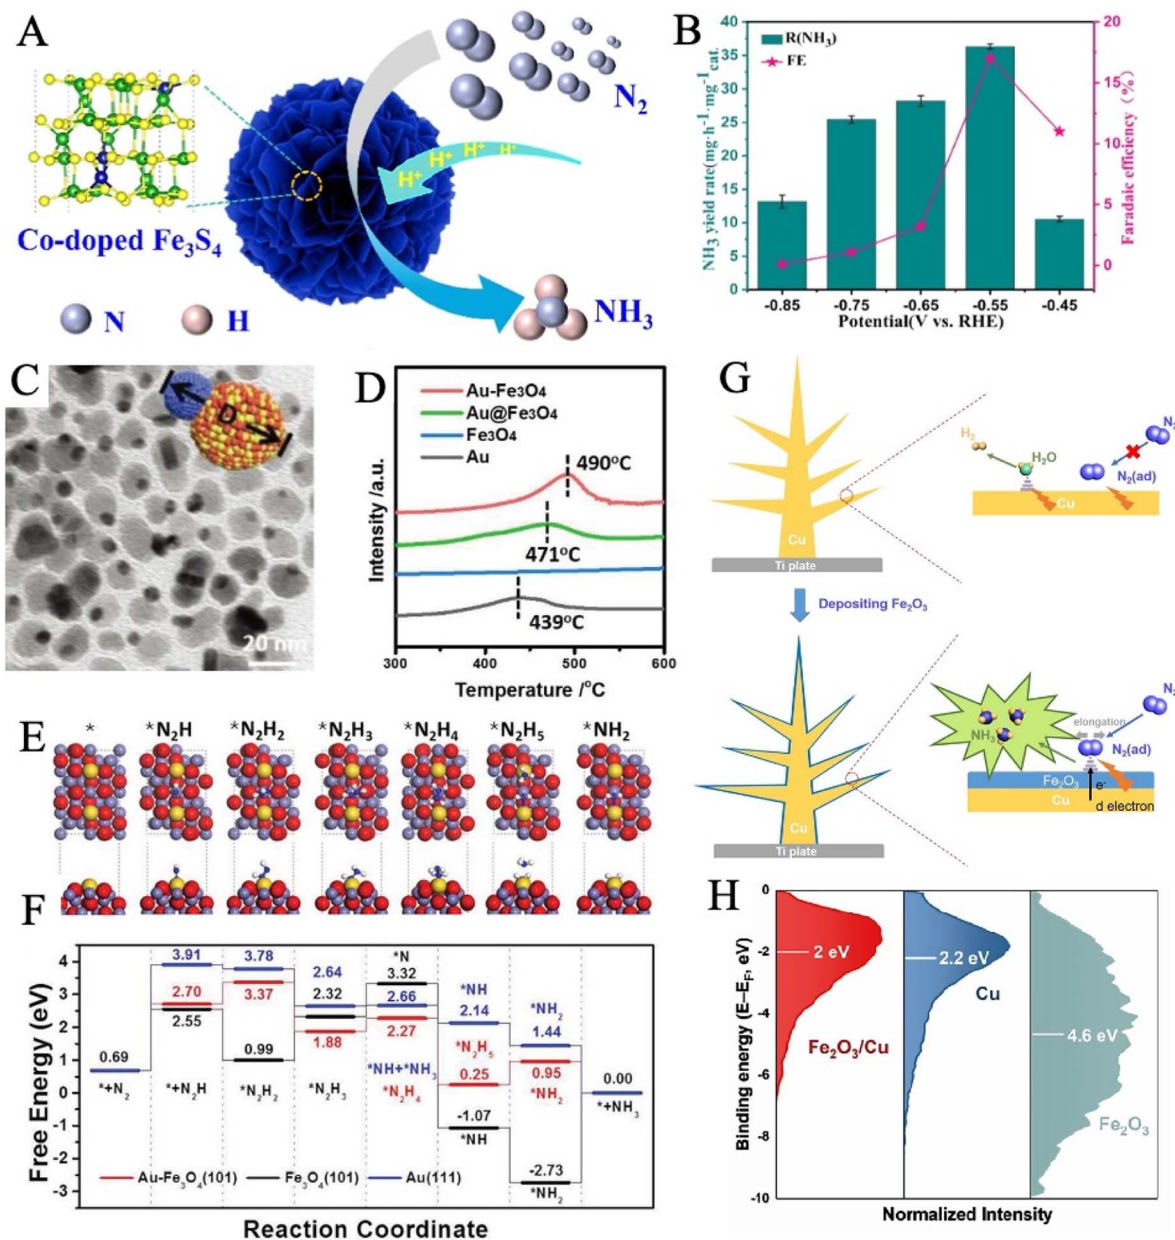 A
N₂
H⁺ H⁺ H⁺
H⁺
Co-doped Fe₃S₄
N
H
NH₃
B
R(NH₃)
FE
NH₃ yield rate(mg·h⁻¹·mg⁻¹cat.
40
35
30
25
20
15
10
5
0
20
15
10
5
0
Faradaic efficiency (%)
-0.85 -0.75 -0.65 -0.55 -0.45
Potential(V vs. RHE)
C
D
20 nm
D
Au-Fe₃O₄
Au@Fe₃O₄
Fe₃O₄
Au
490°C
471°C
439°C
Intensity /a.u.
300 400 500 600
Temperature /°C
G
H₂
H₂O
N₂
N₂(ad)
Cu
Cu
Ti plate
Depositing Fe₂O₃
N₂
elongation
NH₃
N₂(ad)
Fe₂O₃
e⁻
Cu
d electron
Cu
Ti plate
E
* *N₂H *N₂H₂ *N₂H₃ *N₂H₄ *N₂H₅ *NH₂
F
Free Energy (eV)
4
3
2
1
0
-1
-2
-3
0.69
*+N₂
3.91
2.70
2.55
*+N₂H
3.78
3.37
0.99
*N₂H₂
2.64
2.32
1.88
*N₂H₃
*N
3.32
2.66
2.27
*NH+*NH₃
*N₂H₄
*NH
2.14
*N₂H₅
0.25
-1.07
*NH
*NH₂
1.44
0.95
*NH₂
-2.73
*NH₂
0.00
*+NH₃
Au-Fe₃O₄(101) Fe₃O₄(101) Au(111)
Reaction Coordinate
H
Binding energy (E–E_F, eV)
0
-2
-4
-6
-8
-10
2 eV
Fe₂O₃/Cu
2.2 eV
Cu
4.6 eV
Fe₂O₃
Normalized Intensity